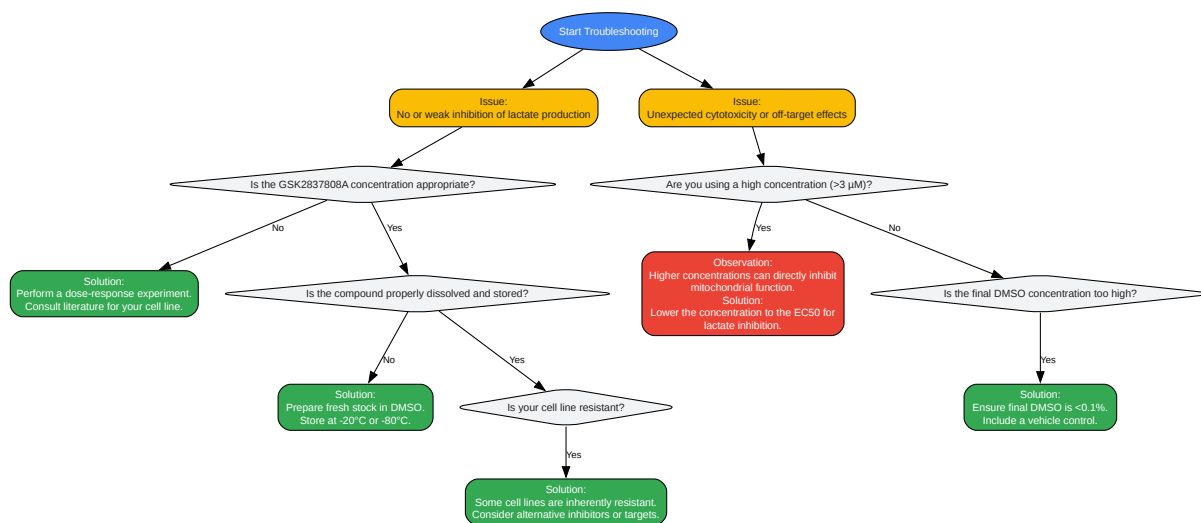 Start Troubleshooting
Issue:
No or weak inhibition of lactate production
Issue:
Unexpected cytotoxicity or off-target effects
Is the GSK2837808A concentration appropriate?
Are you using a high concentration (>3 µM)?
No
Yes
Yes
No
Solution:
Perform a dose-response experiment.
Consult literature for your cell line.
Is the compound properly dissolved and stored?
Observation:
Higher concentrations can directly inhibit
mitochondrial function.
Solution:
Lower the concentration to the EC50 for
lactate inhibition.
Is the final DMSO concentration too high?
No
Yes
Yes
Solution:
Prepare fresh stock in DMSO.
Store at -20°C or -80°C.
Is your cell line resistant?
Solution:
Ensure final DMSO is <0.1%.
Include a vehicle control.
Yes
Solution:
Some cell lines are inherently resistant.
Consider alternative inhibitors or targets.